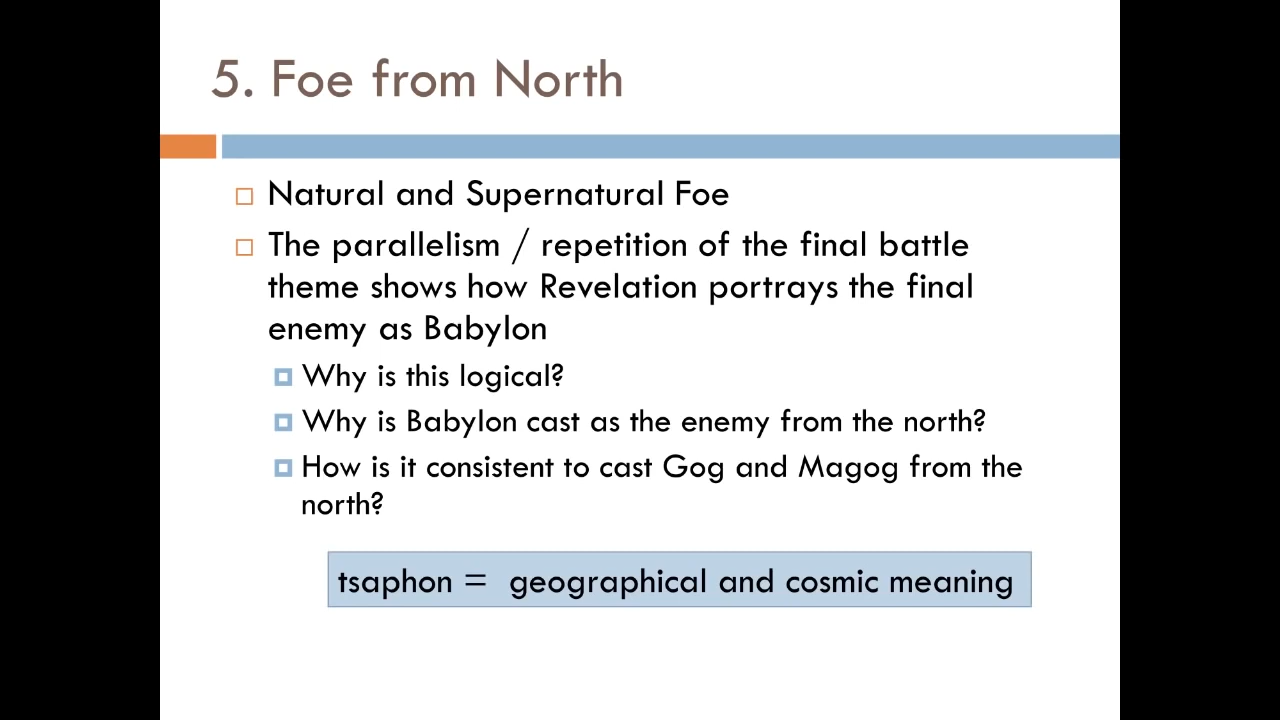 5. Foe from North
Natural and Supernatural Foe
The parallelism / repetition of the final battle
theme shows how Revelation portrays the final
enemy as Babylon
Why is this logical?
Why is Babylon cast as the enemy from the north?
How is it consistent to cast Gog and Magog from the
north?
tsaphon = geographical and cosmic meaning